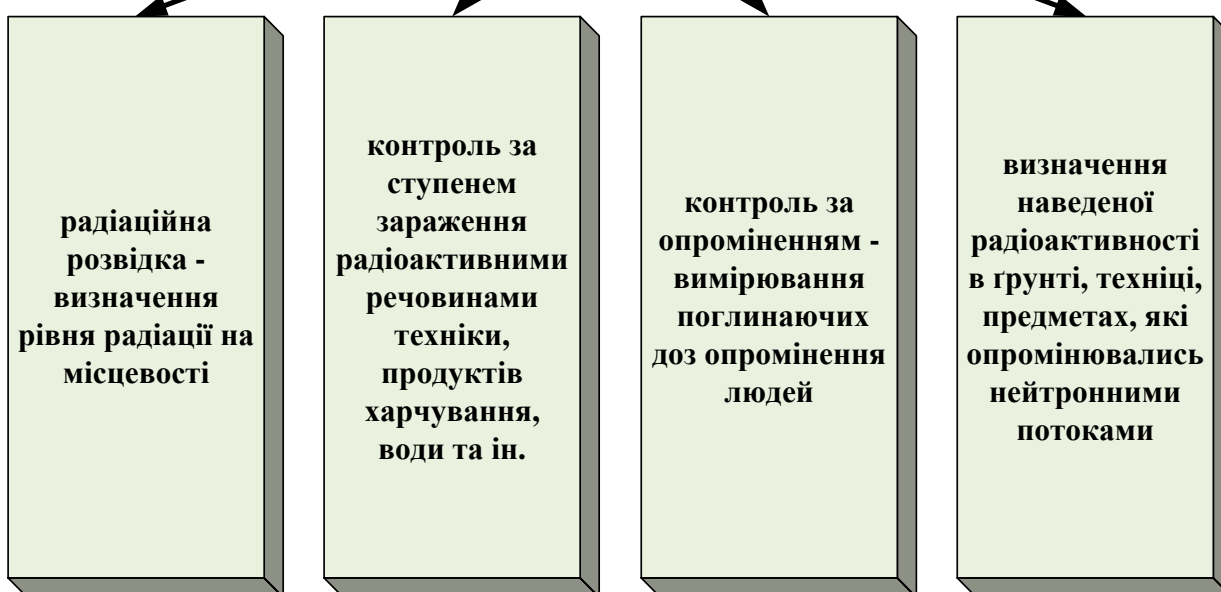 радіаційна
розвідка -
визначення
рівня радіації на
місцевості
контроль за
ступенем
зараження
радіоактивними
речовинами
техніки,
продуктів
харчування,
води та ін.
контроль за
опроміненням -
вимірювання
поглинаючих
доз опромінення
людей
визначення
наведеної
радіоактивності
в ґрунті, техніці,
предметах, які
опромінювались
нейтронними
потоками